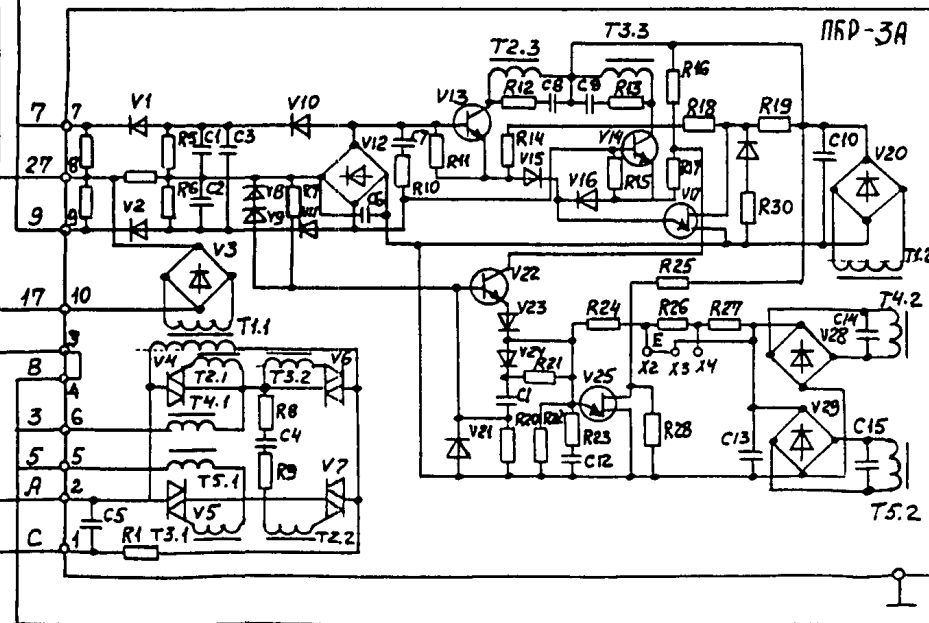 ПБР-3А
T2.3
T3.3
V13
R12
C8
C9
R13
R16
7
7
V1
V10
V12
C7
R11
R14
V14
R18
R19
C10
V20
R5
C1
C3
27
8
V15
R15
R17
R6
C2
V8
V9
R7
C6
R10
V16
V17
R30
9
9
V2
V11
V3
T1.2
V22
R25
17
10
V23
R24
R26
R27
C14
T4.2
T1.1
3
V4
T2.1
T3.2
V6
V24
R21
E
X2
X3
X4
V28
B
4
T4.1
R8
C1
V25
V29
3
6
C4
V21
R20
R22
R23
R28
C13
C15
5
5
T5.1
R9
V7
C12
A
2
C5
V5
T5.2
C
1
R1
T3.1
T2.2